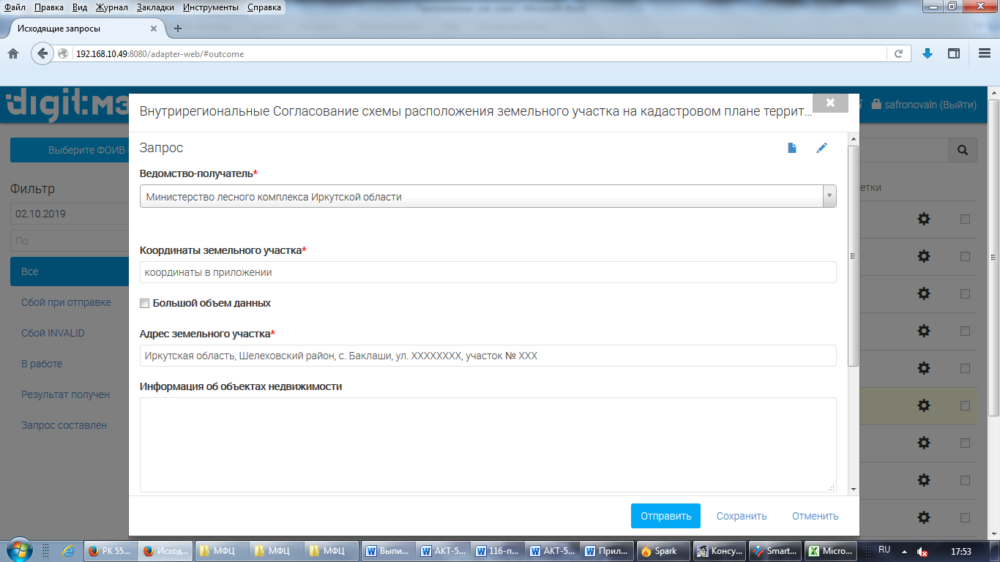 Файл Правка Вид Журнал Закладки Инструменты Справка
Исходящие запросы
192.168.10.49:8080/adapter-web/#outcome
safronovaln (Выйти)
Внутрирегиональные Согласование схемы расположения земельного участка на кадастровом плане террит...
Выберите ФОИВ
Фильтр
02.10.2019
По
Все
Сбой при отправке
Сбой INVALID
В работе
Результат получен
Запрос составлен
етки
Запрос
Ведомство-получатель*
Министерство лесного комплекса Иркутской области
Координаты земельного участка*
координаты в приложении
Большой объем данных
Адрес земельного участка*
Иркутская область, Шелеховский район, с. Баклаши, ул. XXXXXXXX, участок № XXX
Информация об объектах недвижимости
Отправить Сохранить Отменить
РК 55... Исход... МФЦ МФЦ МФЦ Выпи... АКТ-5... 116-п... АКТ-5... Прил... Spark Консу... Smart... Micro... RU 17:53